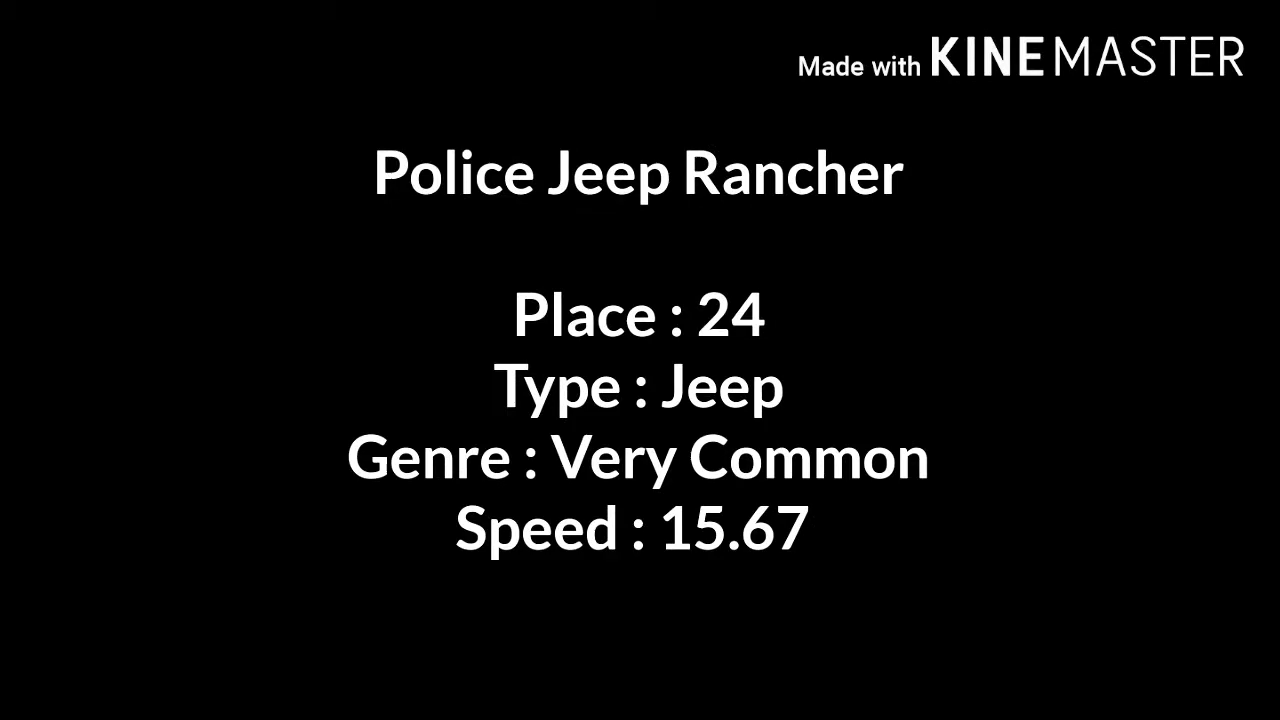 Made with KINEMASTER
Police Jeep Rancher
Place : 24
Type : Jeep
Genre : Very Common
Speed : 15.67